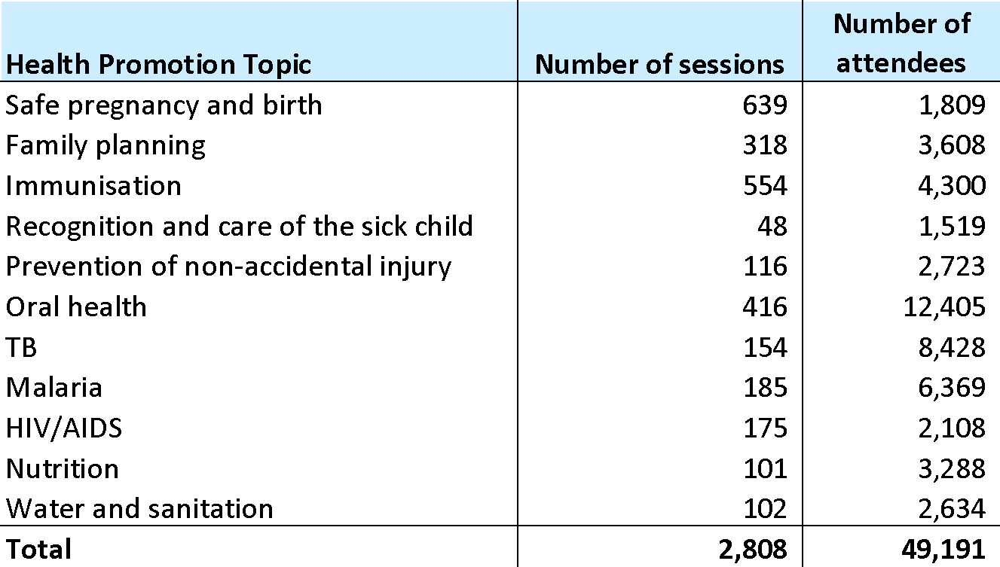 Health Promotion Topic Number of sessions Number of attendees
Safe pregnancy and birth 639 1,809
Family planning 318 3,608
Immunisation 554 4,300
Recognition and care of the sick child 48 1,519
Prevention of non-accidental injury 116 2,723
Oral health 416 12,405
TB 154 8,428
Malaria 185 6,369
HIV/AIDS 175 2,108
Nutrition 101 3,288
Water and sanitation 102 2,634
Total 2,808 49,191